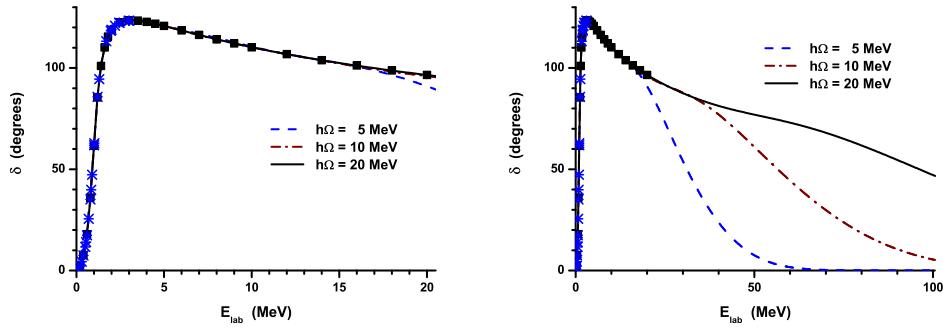 δ (degrees)
100
50
0
0
5
10
15
20
E_lab (MeV)
hΩ = 5 MeV
hΩ = 10 MeV
hΩ = 20 MeV
δ (degrees)
100
50
0
0
50
100
E_lab (MeV)
hΩ = 5 MeV
hΩ = 10 MeV
hΩ = 20 MeV